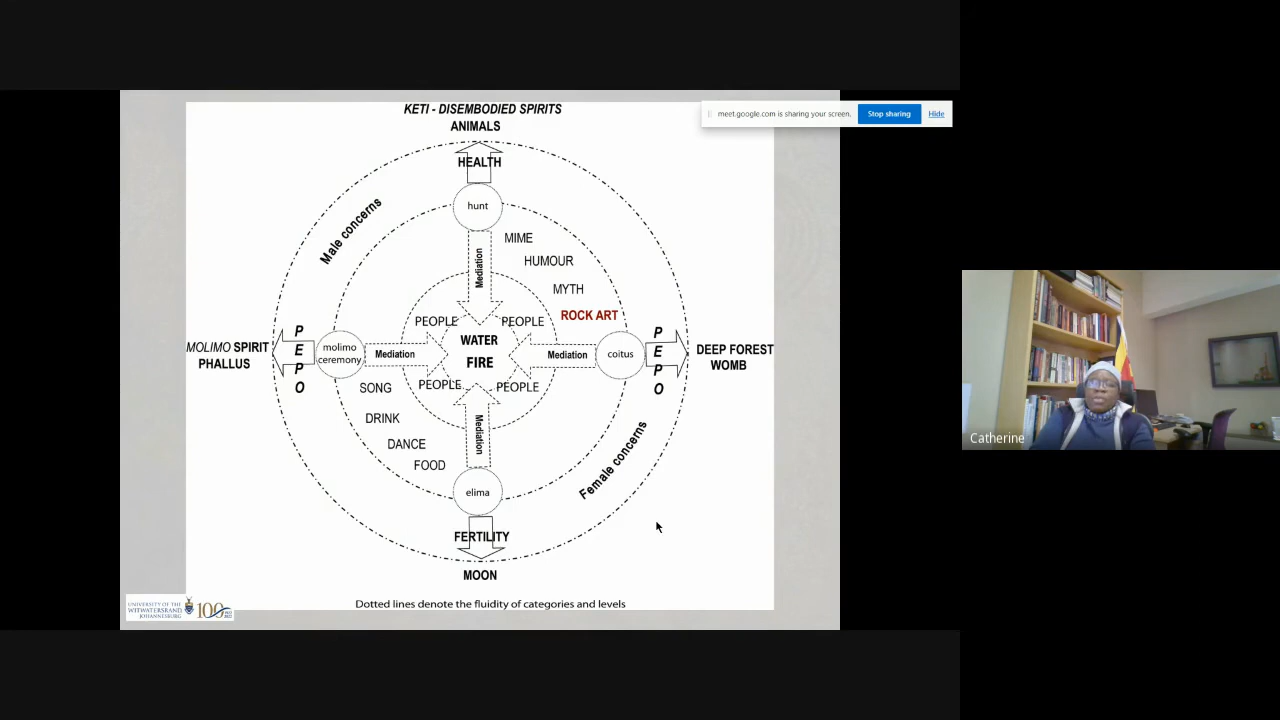 KETI - DISEMBODIED SPIRITS
ANIMALS
meet.google.com is sharing your screen.
Stop sharing
Hide
HEALTH
hunt
Male concerns
Mediation
MIME
HUMOUR
MYTH
ROCK ART
PEOPLE
PEOPLE
WATER
FIRE
MOLIMO SPIRIT
PHALLUS
PEPO
molimo
ceremony
Mediation
Mediation
coitus
PEPO
DEEP FOREST
WOMB
PEOPLE
PEOPLE
SONG
DRINK
DANCE
FOOD
Mediation
Female concerns
elima
FERTILITY
MOON
Dotted lines denote the fluidity of categories and levels
UNIVERSITY OF THE
WITWATERSRAND
JOHANNESBURG
100
Catherine